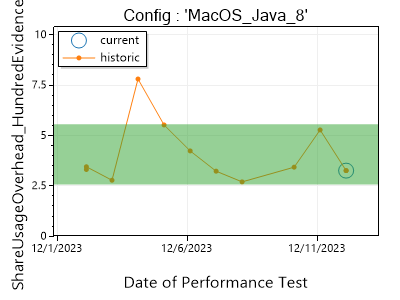 Config : 'MacOS_Java_8'
ShareUsageOverhead_HundredEvidence
current
historic
10
7.5
5
2.5
0
12/1/2023
12/6/2023
12/11/2023
Date of Performance Test